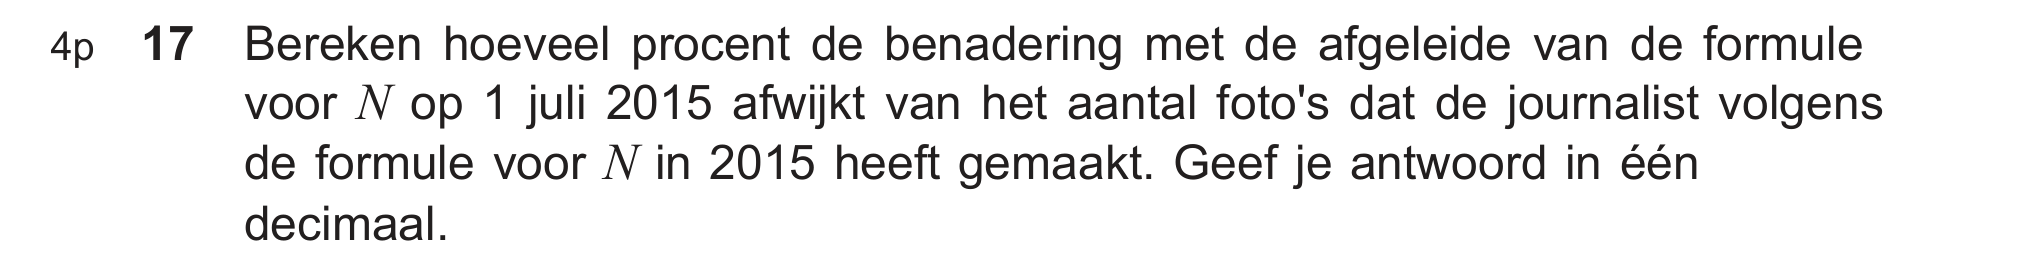 4p 17 Bereken hoeveel procent de benadering met de afgeleide van de formule
voor N op 1 juli 2015 afwijkt van het aantal foto's dat de journalist volgens
de formule voor N in 2015 heeft gemaakt. Geef je antwoord in één
decimaal.